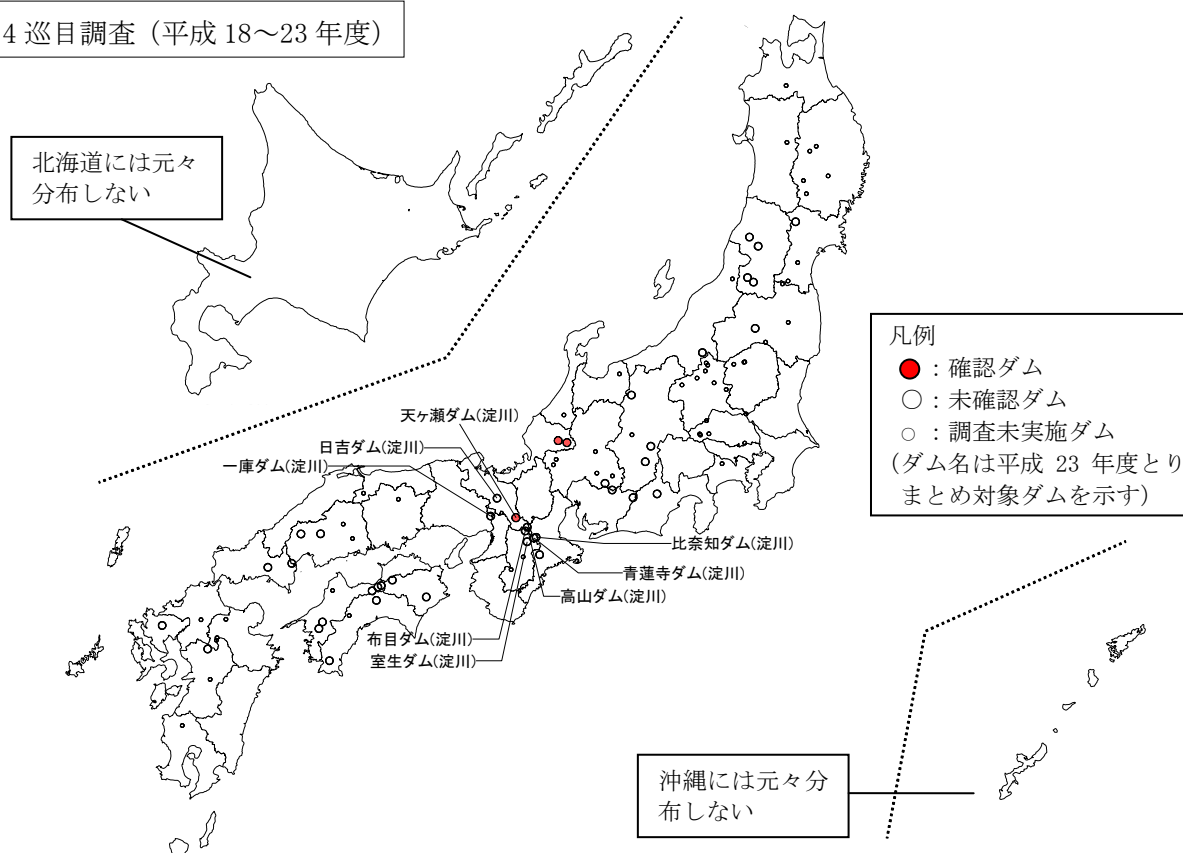 4 巡目調査（平成 18～23 年度）
北海道には元々
分布しない
凡例
：確認ダム
○：未確認ダム
○：調査未実施ダム
(ダム名は平成 23 年度とり
まとめ対象ダムを示す)
天ヶ瀬ダム(淀川)
日吉ダム(淀川)
一庫ダム(淀川)
比奈知ダム(淀川)
青蓮寺ダム(淀川)
高山ダム(淀川)
布目ダム(淀川)
室生ダム(淀川)
沖縄には元々分
布しない